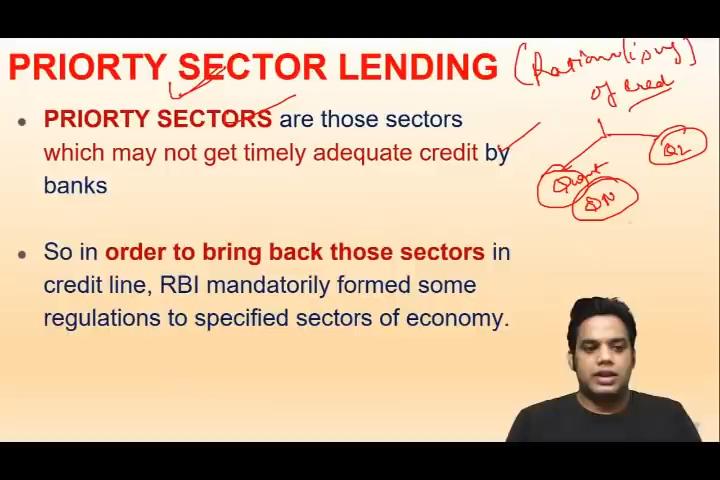 PRIORTY SECTOR LENDING
PRIORTY SECTORS are those sectors
which may not get timely adequate credit by
banks
So in order to bring back those sectors in
credit line, RBI mandatorily formed some
regulations to specified sectors of economy.
of cred